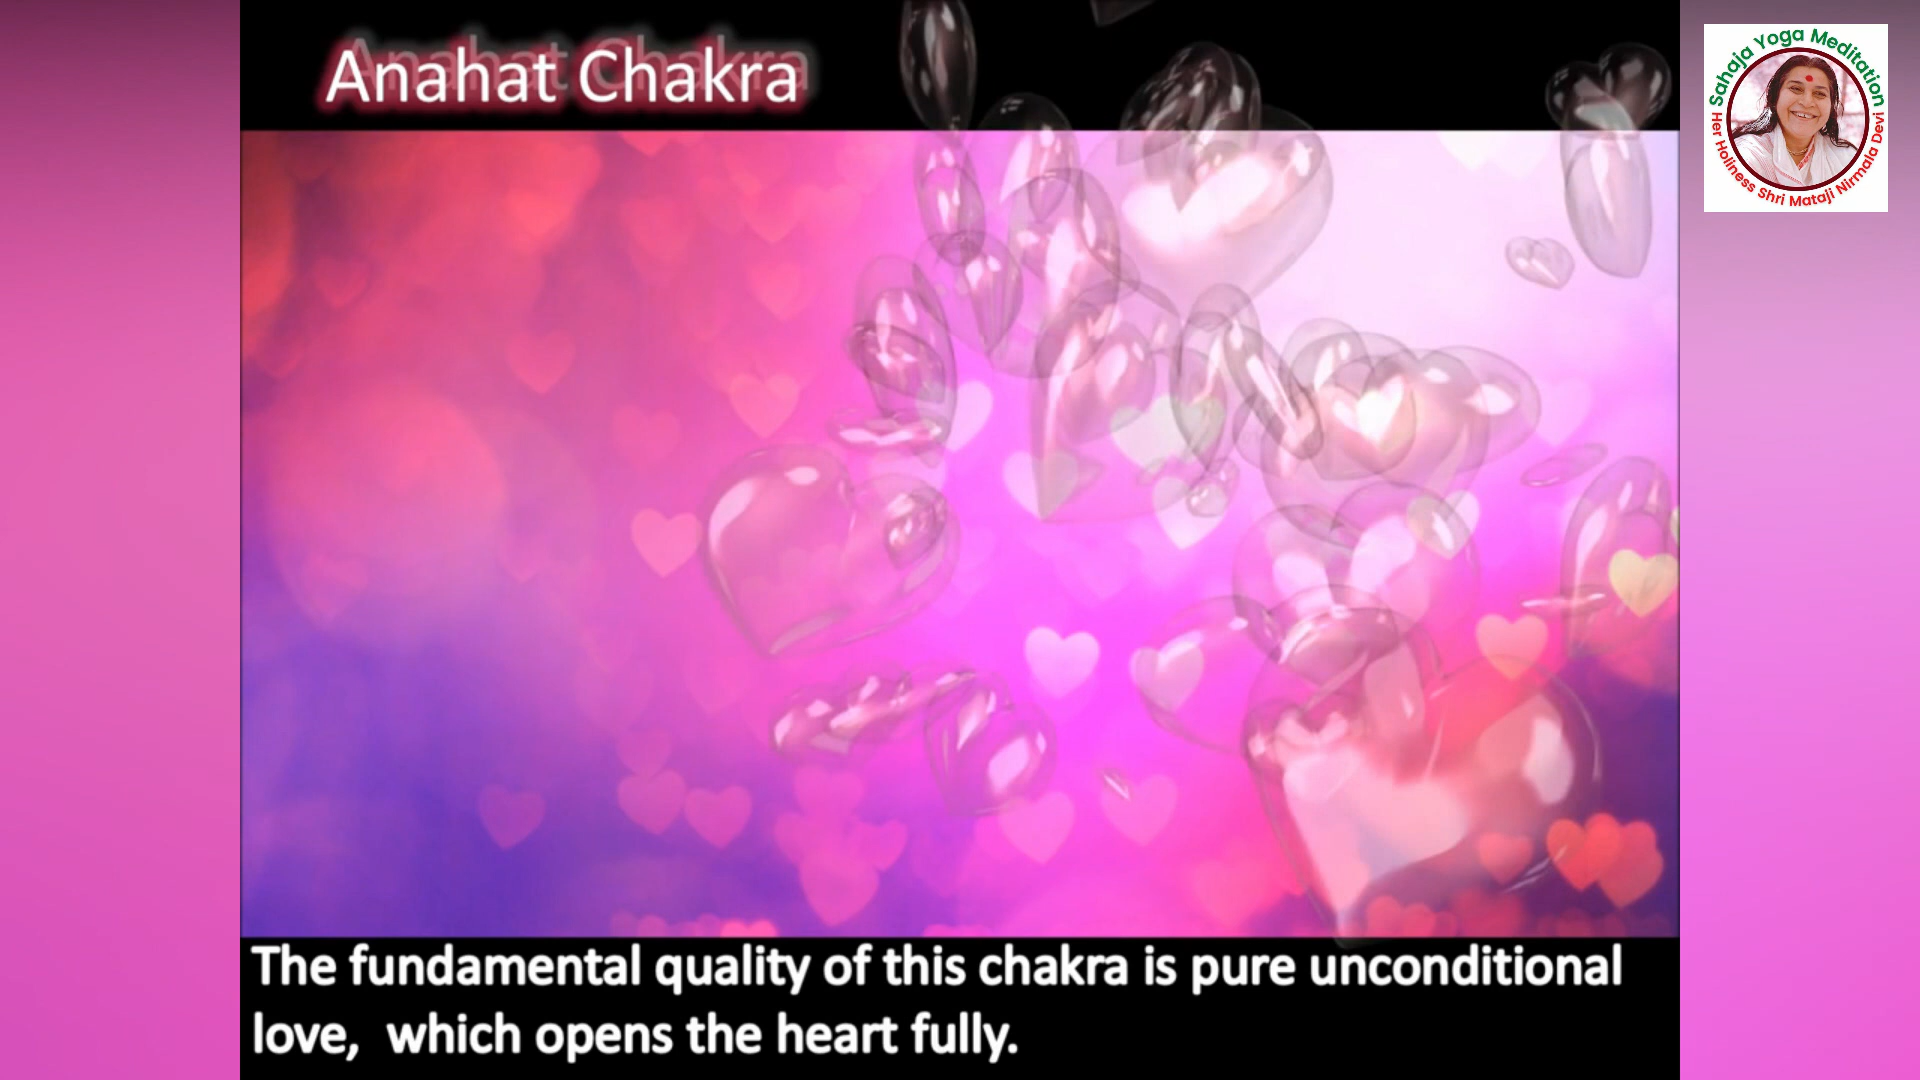 Anahat Chakra
Sahaja Yoga Meditation
Her Holiness Shri Mataji Nirmala Devi
The fundamental quality of this chakra is pure unconditional
love,  which opens the heart fully.